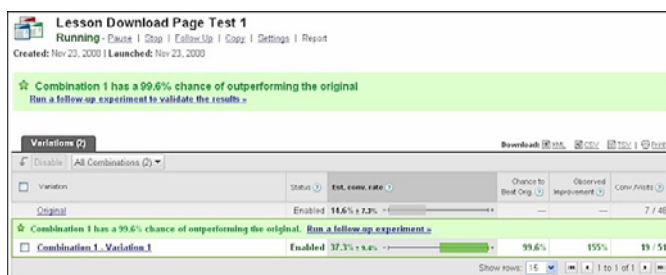 Lesson Download Page Test 1
Running - Pause | Stop | Follow Up | Copy | Settings | Report
Created: Nov 23, 2008 | Launched: Nov 23, 2008
Combination 1 has a 99.6% chance of outperforming the original
Run a follow-up experiment to validate the results »
Variations (2)
Download: XML CSV TSV | Print
Disable All Combinations (2)
Variation Status Est. conv. rate Chance to Beat Orig. Observed Improvement Conv./Visits
Original Enabled 14.6% ± 7.3% — — 7 / 48
Combination 1 has a 99.6% chance of outperforming the original. Run a follow-up experiment »
Combination 1 - Variation 1 Enabled 37.3% ± 9.4% 99.6% 155% 19 / 51
Show rows: 15 1 to 1 of 1